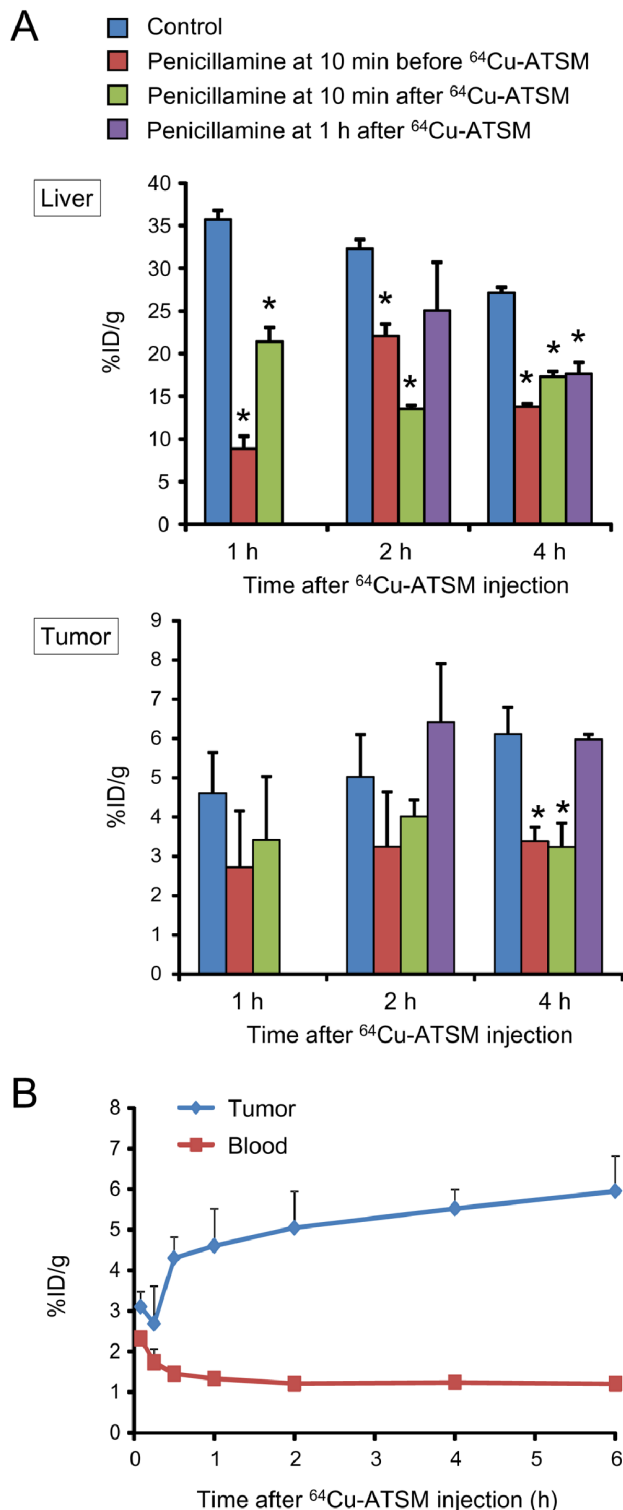 A
Control
Penicillamine at 10 min before ⁶⁴Cu-ATSM
Penicillamine at 10 min after ⁶⁴Cu-ATSM
Penicillamine at 1 h after ⁶⁴Cu-ATSM
Liver
40
35
30
25
20
15
10
5
0
%ID/g
*
*
*
*
*
*
*
1 h
2 h
4 h
Time after ⁶⁴Cu-ATSM injection
Tumor
9
8
7
6
5
4
3
2
1
0
%ID/g
*
*
1 h
2 h
4 h
Time after ⁶⁴Cu-ATSM injection
B
Tumor
Blood
8
7
6
5
4
3
2
1
0
%ID/g
0
1
2
3
4
5
6
Time after ⁶⁴Cu-ATSM injection (h)